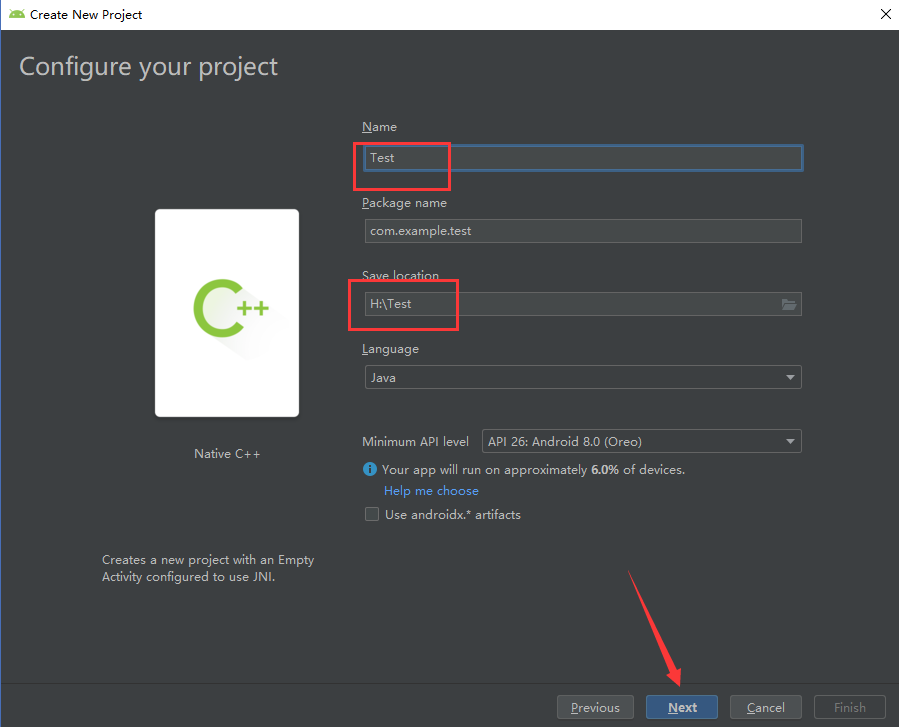 Create New Project
Configure your project
Name
Test
Package name
com.example.test
Save location
H:\Test
Language
Java
C++
Native C++
Minimum API level
API 26: Android 8.0 (Oreo)
Your app will run on approximately 6.0% of devices.
Help me choose
Use androidx.* artifacts
Creates a new project with an Empty
Activity configured to use JNI.
Previous
Next
Cancel
Finish